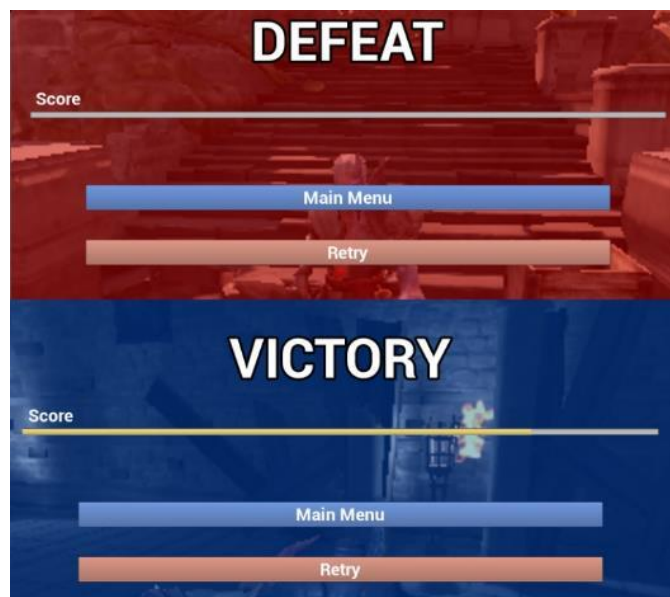 DEFEAT
Score
Main Menu
Retry
VICTORY
Score
Main Menu
Retry